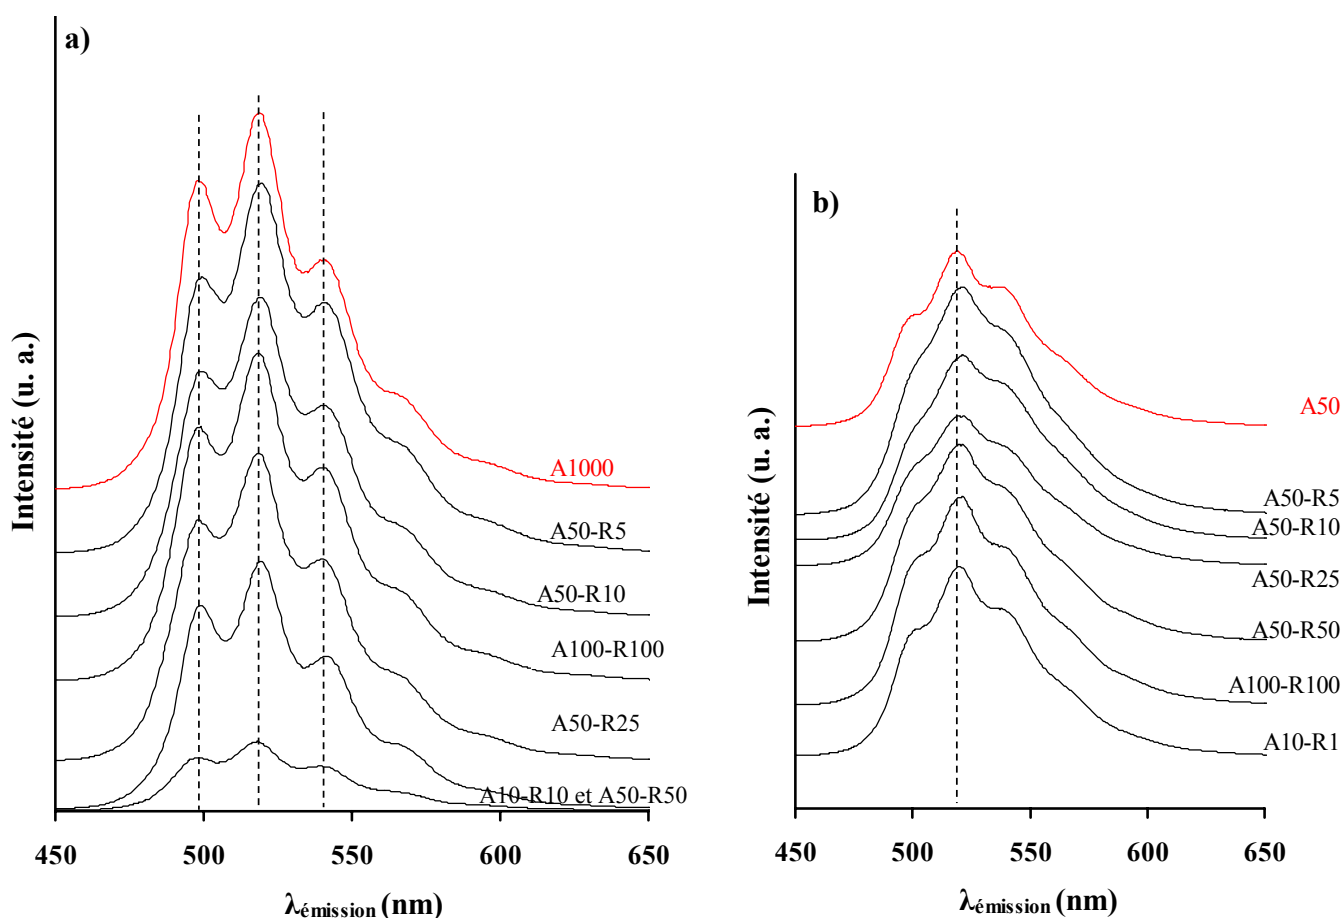 a)
Intensité (u. a.)
A1000
A50-R5
A50-R10
A100-R100
A50-R25
A10-R10 et A50-R50
450 500 550 600 650
λémission (nm)
b)
Intensité (u. a.)
A50
A50-R5
A50-R10
A50-R25
A50-R50
A100-R100
A10-R1
450 500 550 600 650
λémission (nm)